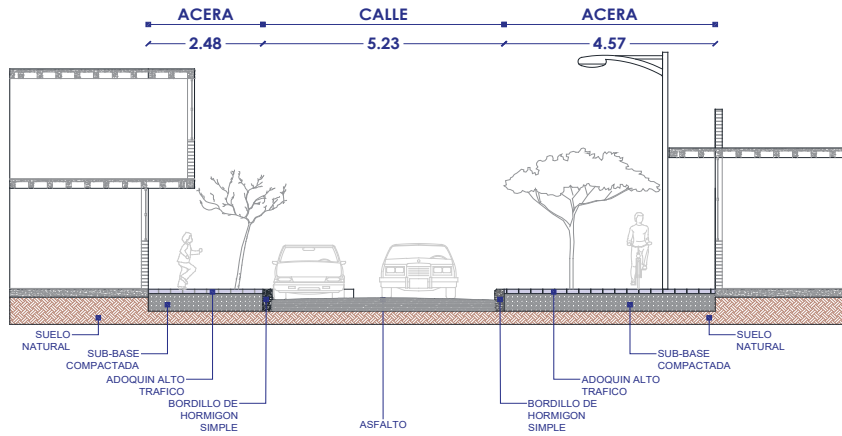 ACERA
CALLE
ACERA
2.48
5.23
4.57
SUELO
NATURAL
SUB-BASE
COMPACTADA
ADOQUIN ALTO
TRAFICO
BORDILLO DE
HORMIGON
SIMPLE
ASFALTO
BORDILLO DE
HORMIGON
SIMPLE
ADOQUIN ALTO
TRAFICO
SUB-BASE
COMPACTADA
SUELO
NATURAL